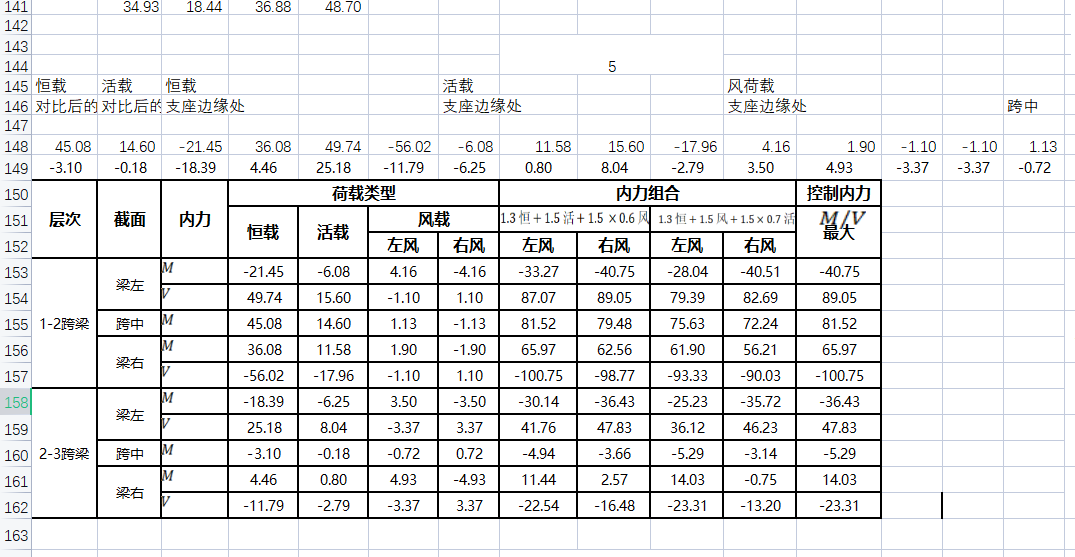 141 34.93 18.44 36.88 48.70
142
143
144 5
145 恒载 活载 恒载 活载 风荷载
146 对比后的 对比后的 支座边缘处 支座边缘处 支座边缘处 跨中
147
148 45.08 14.60 -21.45 36.08 49.74 -56.02 -6.08 11.58 15.60 -17.96 4.16 1.90 -1.10 -1.10 1.13
149 -3.10 -0.18 -18.39 4.46 25.18 -11.79 -6.25 0.80 8.04 -2.79 3.50 4.93 -3.37 -3.37 -0.72
150 荷载类型 内力组合 控制内力
151 层次 截面 内力 恒载 活载 风载 1.3恒+1.5活+1.5×0.6风 1.3恒+1.5风+1.5×0.7活 M/V
最大
152 左风 右风 左风 右风 左风 右风
153 M -21.45 -6.08 4.16 -4.16 -33.27 -40.75 -28.04 -40.51 -40.75
梁左
154 V 49.74 15.60 -1.10 1.10 87.07 89.05 79.39 82.69 89.05
155 1-2跨梁 跨中 M 45.08 14.60 1.13 -1.13 81.52 79.48 75.63 72.24 81.52
156 M 36.08 11.58 1.90 -1.90 65.97 62.56 61.90 56.21 65.97
梁右
157 V -56.02 -17.96 -1.10 1.10 -100.75 -98.77 -93.33 -90.03 -100.75
158 M -18.39 -6.25 3.50 -3.50 -30.14 -36.43 -25.23 -35.72 -36.43
梁左
159 V 25.18 8.04 -3.37 3.37 41.76 47.83 36.12 46.23 47.83
160 2-3跨梁 跨中 M -3.10 -0.18 -0.72 0.72 -4.94 -3.66 -5.29 -3.14 -5.29
161 M 4.46 0.80 4.93 -4.93 11.44 2.57 14.03 -0.75 14.03
梁右
162 V -11.79 -2.79 -3.37 3.37 -22.54 -16.48 -23.31 -13.20 -23.31
163